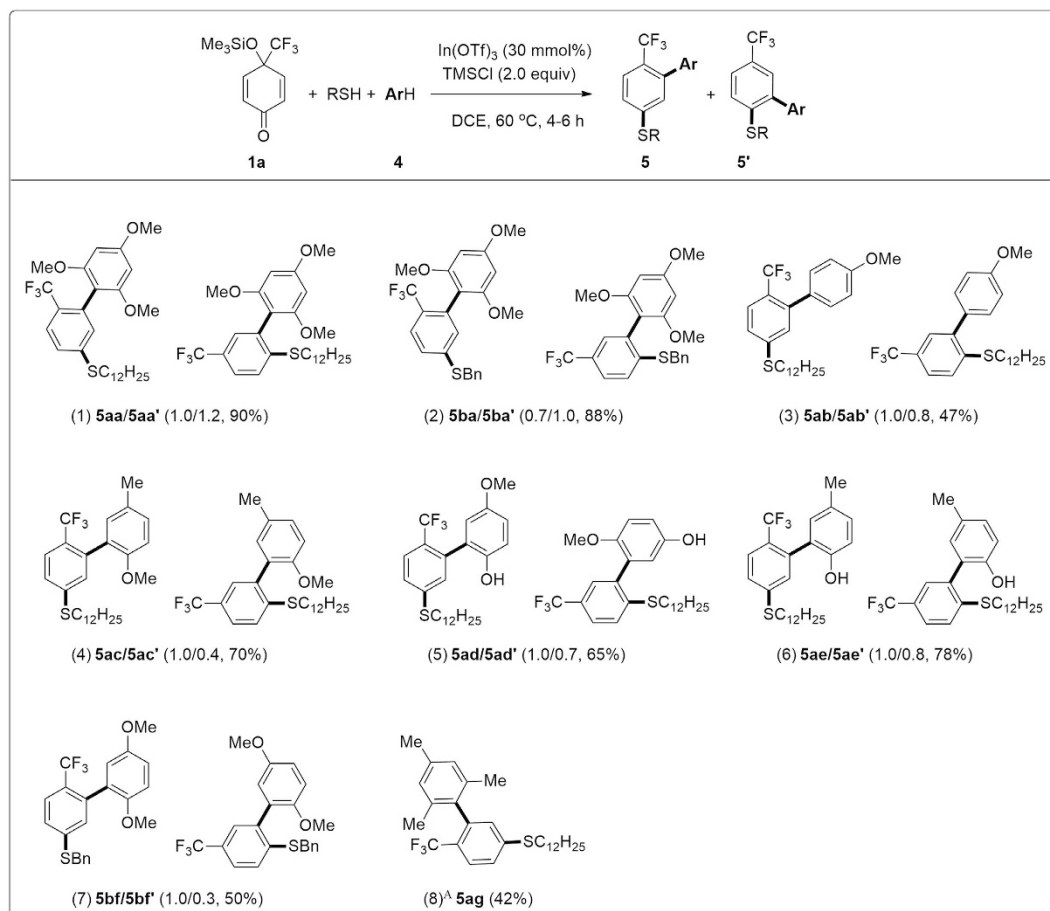 Me₃SiO CF₃
O
1a
+ RSH + ArH
4
In(OTf)₃ (30 mmol%)
TMSCl (2.0 equiv)
DCE, 60 ºC, 4-6 h
CF₃
Ar
SR
5
+
CF₃
Ar
SR
5'
OMe
MeO
F₃C
OMe
SC₁₂H₂₅
OMe
MeO
OMe
F₃C
SC₁₂H₂₅
(1) 5aa/5aa' (1.0/1.2, 90%)
OMe
MeO
F₃C
OMe
SBn
OMe
MeO
OMe
F₃C
SBn
(2) 5ba/5ba' (0.7/1.0, 88%)
OMe
CF₃
SC₁₂H₂₅
OMe
F₃C
SC₁₂H₂₅
(3) 5ab/5ab' (1.0/0.8, 47%)
Me
CF₃
OMe
SC₁₂H₂₅
Me
OMe
F₃C
SC₁₂H₂₅
(4) 5ac/5ac' (1.0/0.4, 70%)
OMe
CF₃
OH
SC₁₂H₂₅
MeO
OH
F₃C
SC₁₂H₂₅
(5) 5ad/5ad' (1.0/0.7, 65%)
Me
CF₃
OH
SC₁₂H₂₅
Me
OH
F₃C
SC₁₂H₂₅
(6) 5ae/5ae' (1.0/0.8, 78%)
OMe
CF₃
OMe
SBn
MeO
OMe
F₃C
SBn
(7) 5bf/5bf' (1.0/0.3, 50%)
Me
Me
Me
F₃C
SC₁₂H₂₅
(8)ᴬ 5ag (42%)